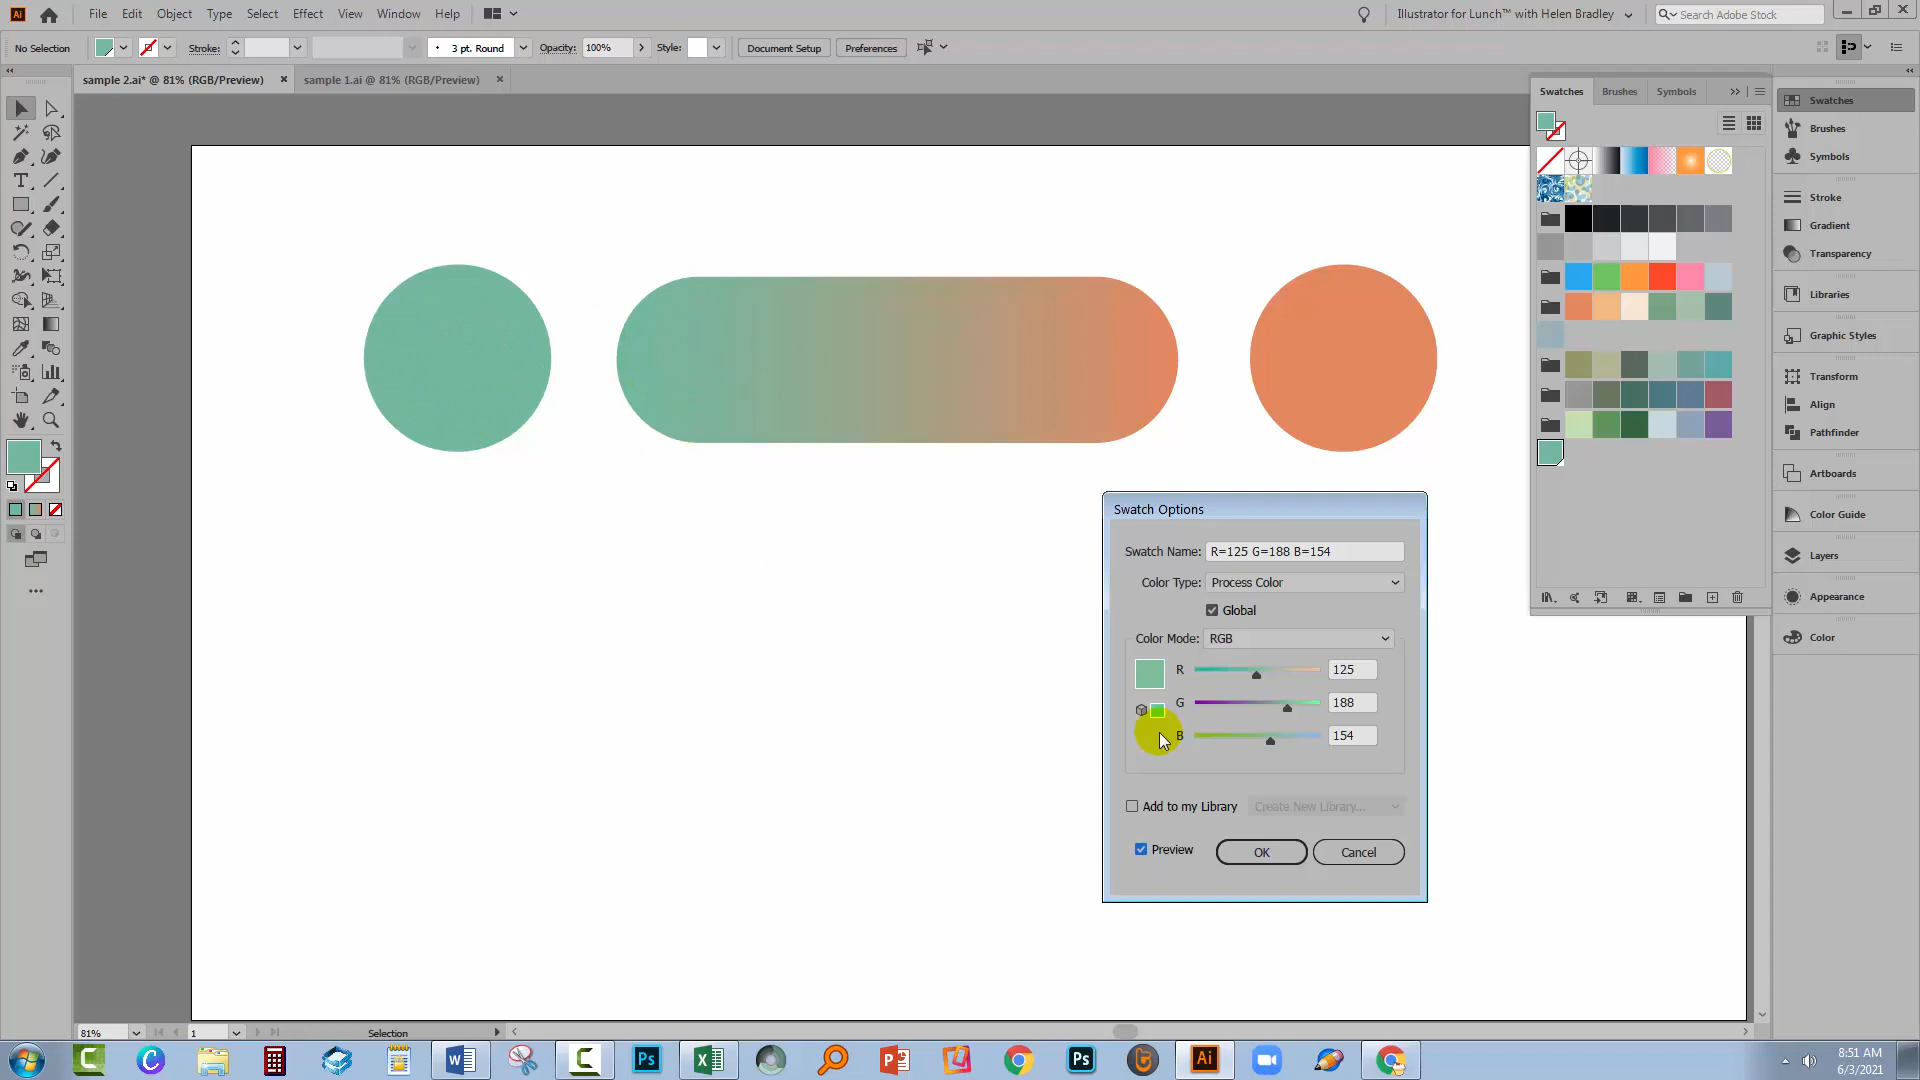 Ai File Edit Object Type Select Effect View Window Help Illustrator for Lunch™ with Helen Bradley Search Adobe Stock
No Selection Stroke: 3 pt. Round Opacity: 100% Style: Document Setup Preferences
sample 2.ai* @ 81% (RGB/Preview) × sample 1.ai @ 81% (RGB/Preview) ×
Swatches Brushes Symbols
Swatches
Brushes
Symbols
Stroke
Gradient
Transparency
Libraries
Graphic Styles
Transform
Align
Pathfinder
Artboards
Color Guide
Layers
Appearance
Color
Swatch Options
Swatch Name: R=125 G=188 B=154
Color Type: Process Color
Global
Color Mode: RGB
R 125
G 188
B 154
Add to my Library Create New Library...
Preview OK Cancel
81% 1 Selection
W Ps X P Ps Ai
8:51 AM
6/3/2021